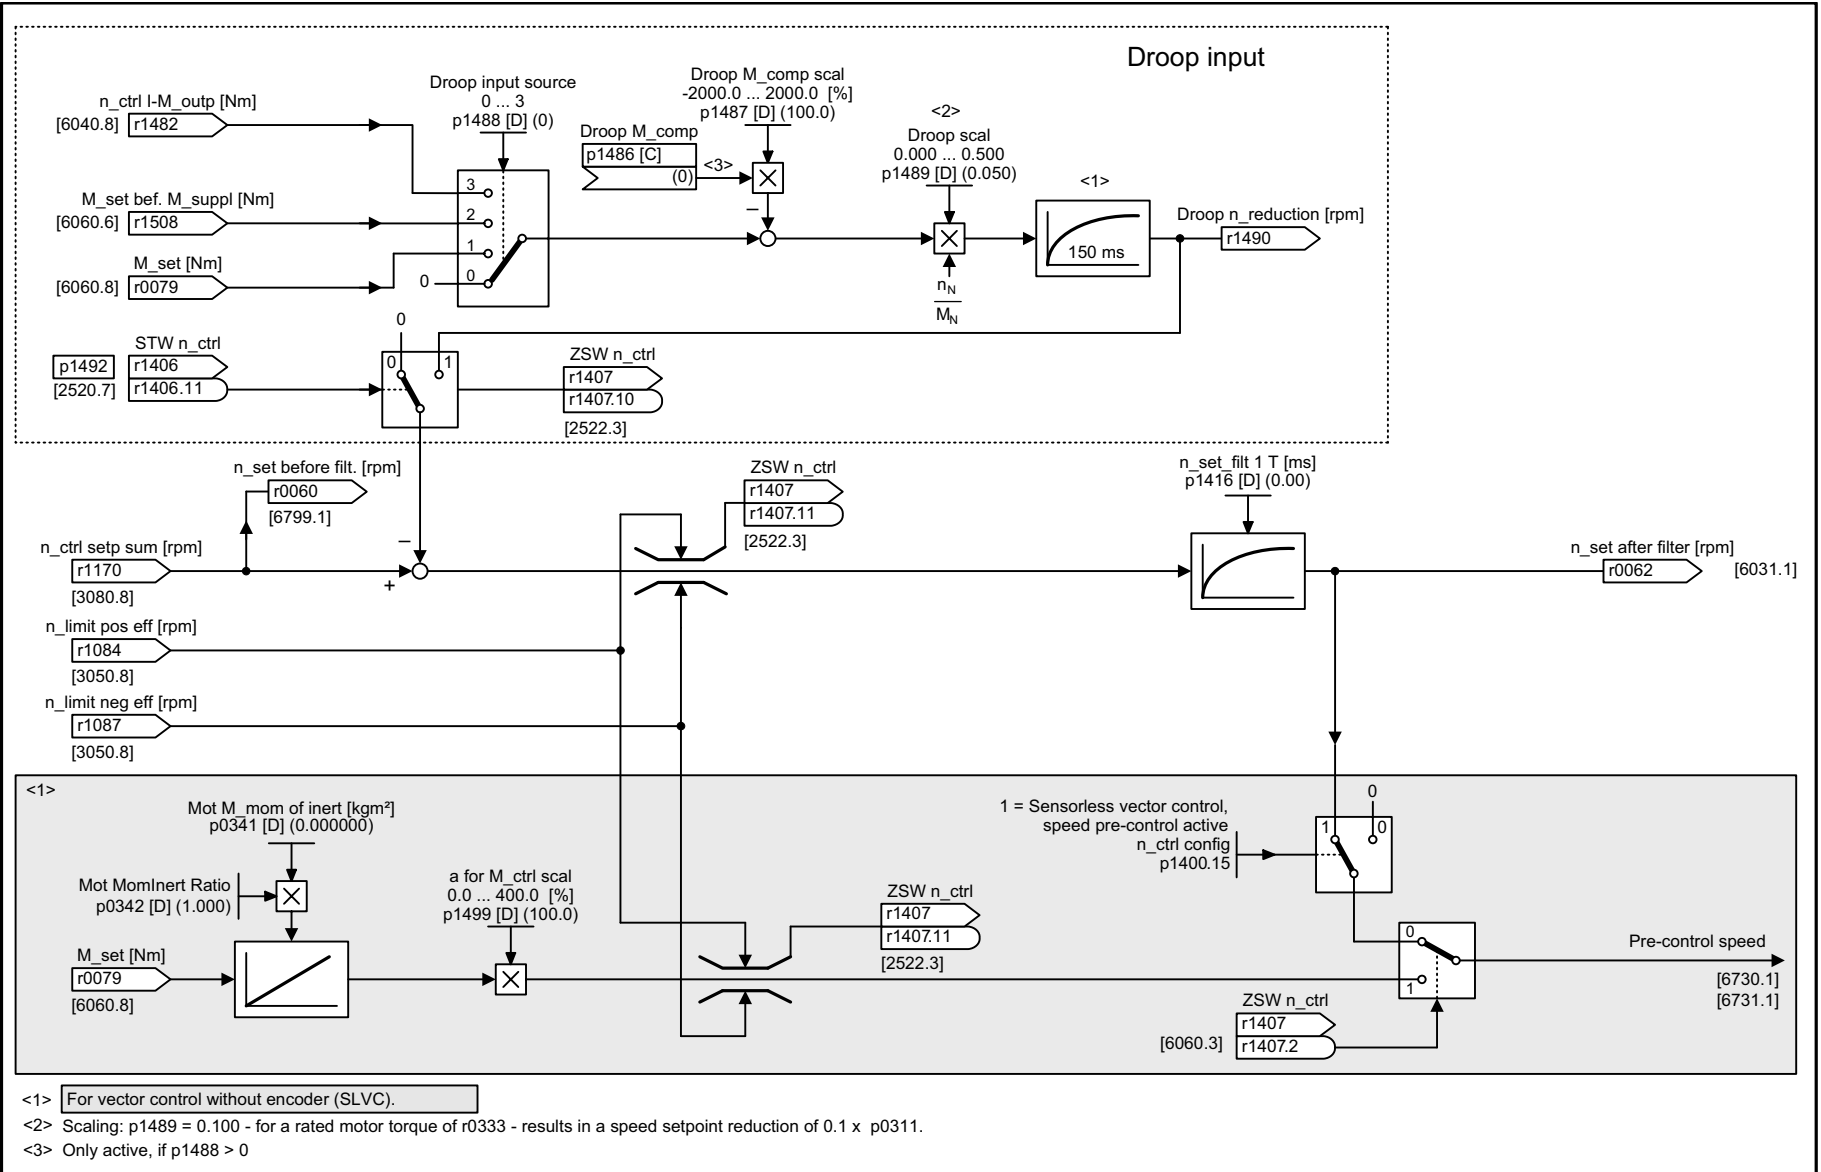 Droop input
n_ctrl I-M_outp [Nm]
[6040.8]
r1482
Droop input source
0 ... 3
p1488 [D] (0)
Droop M_comp scal
-2000.0 ... 2000.0 [%]
p1487 [D] (100.0)
Droop M_comp
p1486 [C]
(0)
<3>
<2>
Droop scal
0.000 ... 0.500
p1489 [D] (0.050)
<1>
M_set bef. M_suppl [Nm]
[6060.6]
r1508
3
2
1
0
0
–
150 ms
Droop n_reduction [rpm]
r1490
M_set [Nm]
[6060.8]
r0079
nN
MN
STW n_ctrl
p1492
r1406
[2520.7]
r1406.11
0
0
1
ZSW n_ctrl
r1407
r1407.10
[2522.3]
n_set before filt. [rpm]
r0060
[6799.1]
ZSW n_ctrl
r1407
r1407.11
[2522.3]
n_set_filt 1 T [ms]
p1416 [D] (0.00)
n_ctrl setp sum [rpm]
r1170
[3080.8]
–
+
n_set after filter [rpm]
r0062
[6031.1]
n_limit pos eff [rpm]
r1084
[3050.8]
n_limit neg eff [rpm]
r1087
[3050.8]
<1>
Mot M_mom of inert [kgm²]
p0341 [D] (0.000000)
Mot MomInert Ratio
p0342 [D] (1.000)
a for M_ctrl scal
0.0 ... 400.0 [%]
p1499 [D] (100.0)
M_set [Nm]
r0079
[6060.8]
ZSW n_ctrl
r1407
r1407.11
[2522.3]
1 = Sensorless vector control,
speed pre-control active
n_ctrl config
p1400.15
0
1
0
0
1
Pre-control speed
[6730.1]
[6731.1]
ZSW n_ctrl
r1407
[6060.3]
r1407.2
<1> For vector control without encoder (SLVC).
<2> Scaling: p1489 = 0.100 - for a rated motor torque of r0333 - results in a speed setpoint reduction of 0.1 x p0311.
<3> Only active, if p1488 > 0